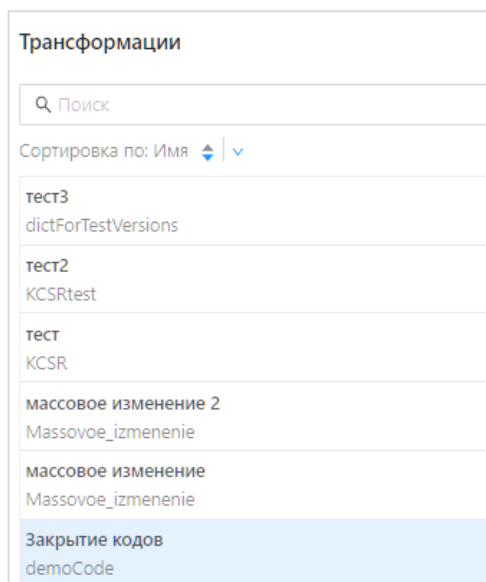 Трансформации
Поиск
Сортировка по: Имя
тест3
dictForTestVersions
тест2
KCSRtest
тест
KCSR
массовое изменение 2
Massovoe_izmenenie
массовое изменение
Massovoe_izmenenie
Закрытие кодов
demoCode